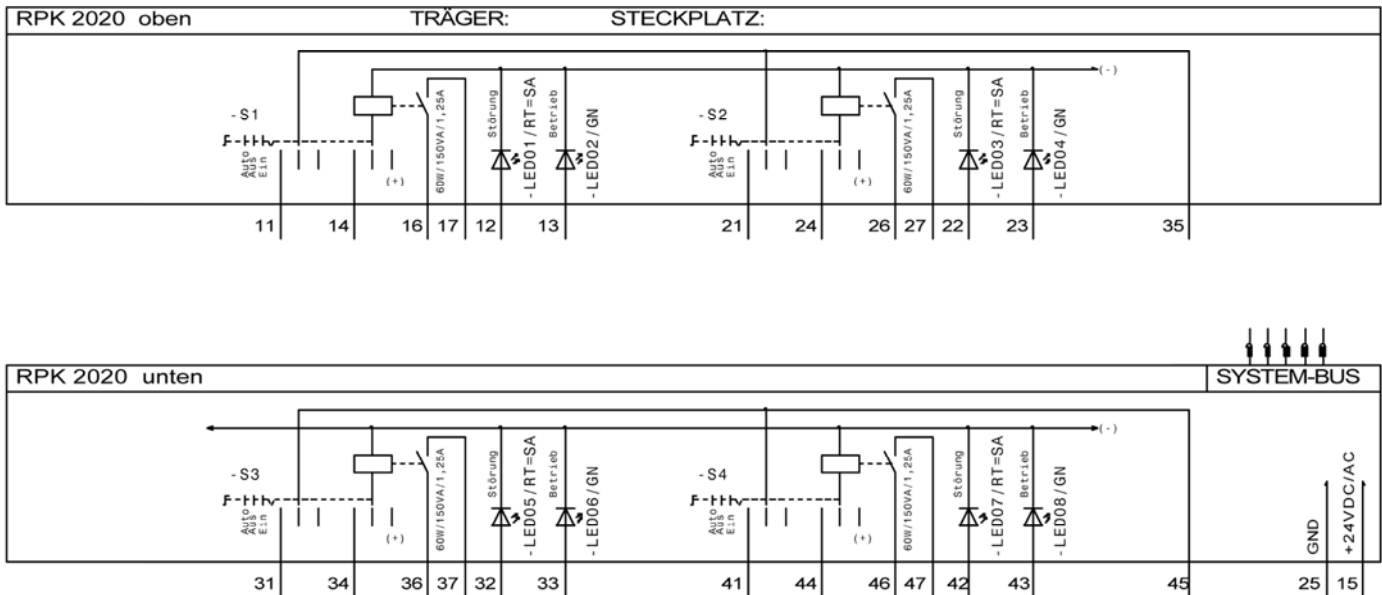 RPK 2020 oben TRÄGER: STECKPLATZ:
(-)
-S1
Auto
Aus
Ein
(+)
60W/150VA/1,25A
Störung
-LED01/RT=SA
Betrieb
-LED02/GN
-S2
Auto
Aus
Ein
(+)
60W/150VA/1,25A
Störung
-LED03/RT=SA
Betrieb
-LED04/GN
11 14 16 17 12 13 21 24 26 27 22 23 35
RPK 2020 unten SYSTEM-BUS
(-)
-S3
Auto
Aus
Ein
(+)
60W/150VA/1,25A
Störung
-LED05/RT=SA
Betrieb
-LED06/GN
-S4
Auto
Aus
Ein
(+)
60W/150VA/1,25A
Störung
-LED07/RT=SA
Betrieb
-LED08/GN
GND
+24VDC/AC
31 34 36 37 32 33 41 44 46 47 42 43 45 25 15